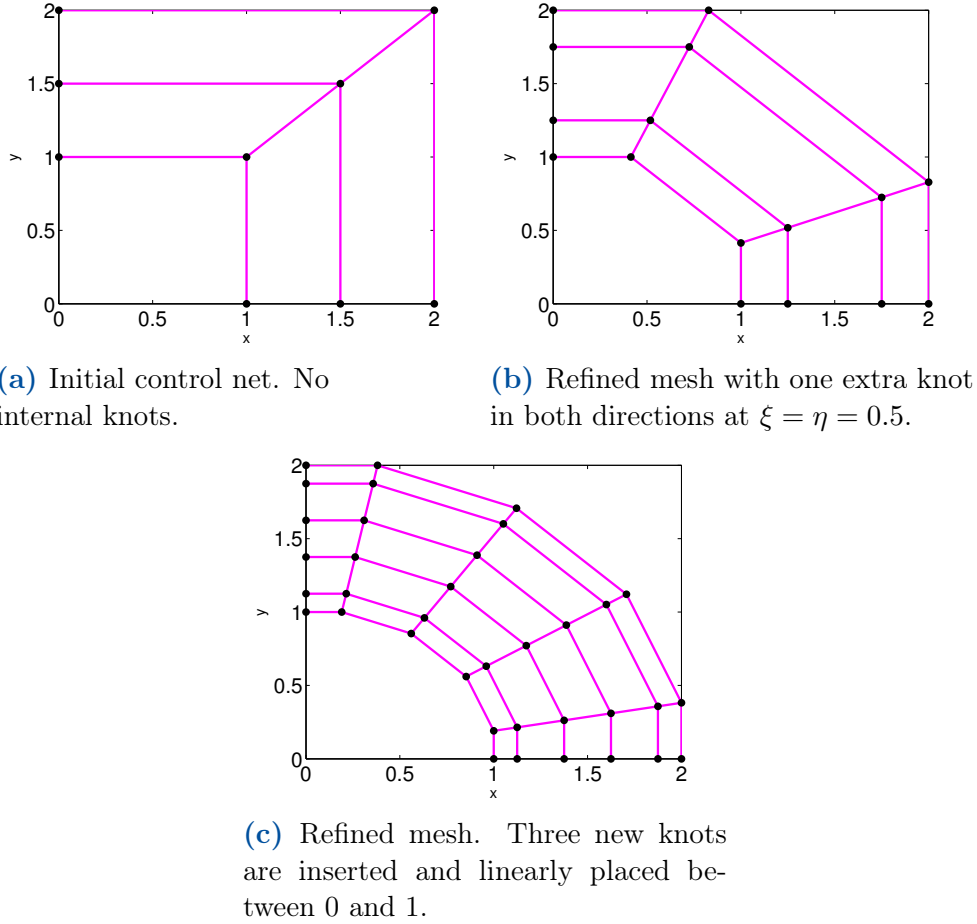 2
1.5
y
1
0.5
0
0 0.5 1 1.5 2
x
(a) Initial control net. No
internal knots.
2
1.5
y
1
0.5
0
0 0.5 1 1.5 2
x
(b) Refined mesh with one extra knot
in both directions at ξ = η = 0.5.
2
1.5
y
1
0.5
0
0 0.5 1 1.5 2
x
(c) Refined mesh. Three new knots
are inserted and linearly placed be-
tween 0 and 1.